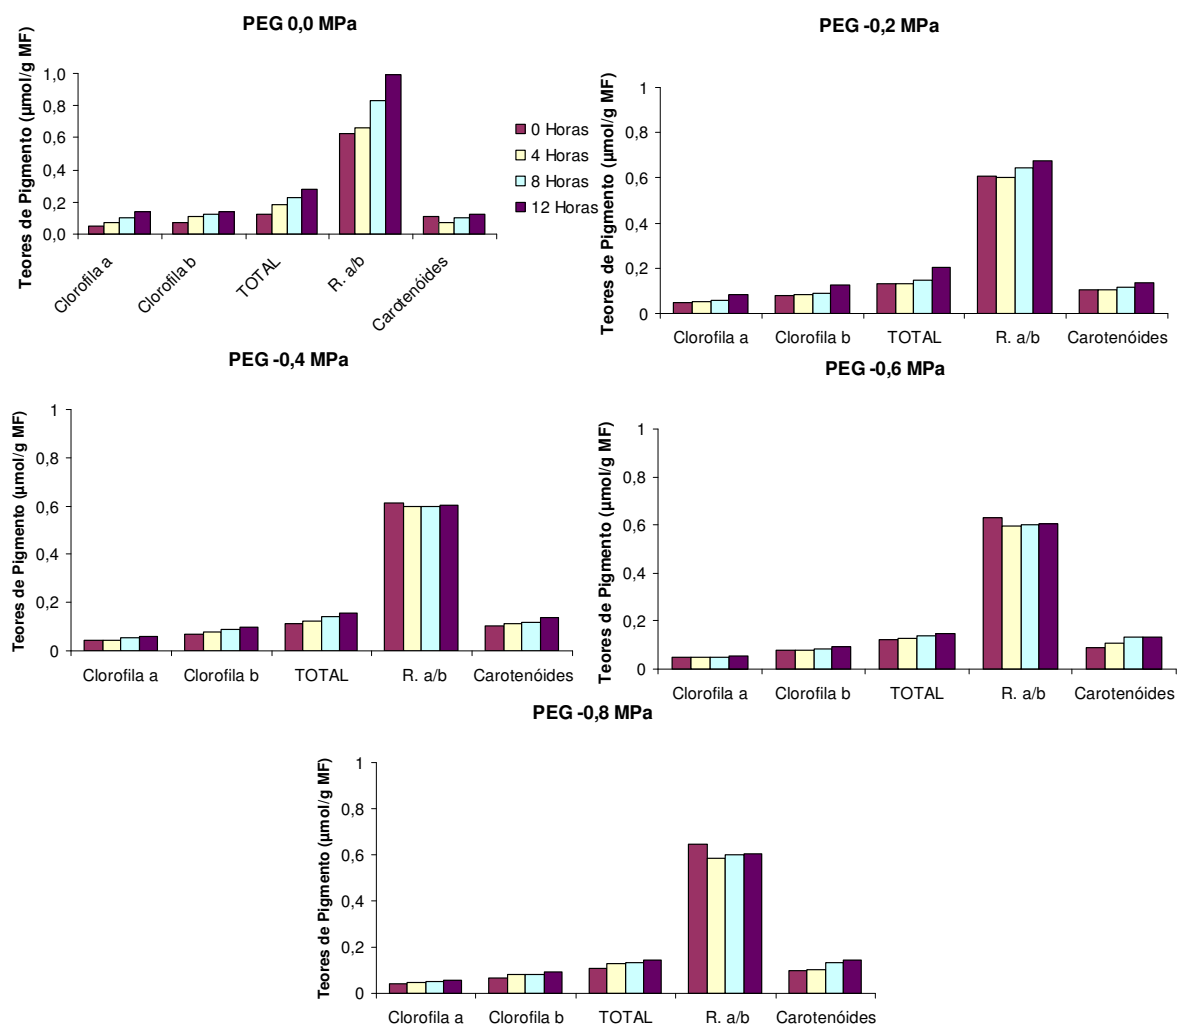 PEG 0,0 MPa
Teores de Pigmento (µmol/g MF)
1,0
0,8
0,6
0,4
0,2
0,0
Clorofila a
Clorofila b
TOTAL
R. a/b
Carotenóides
0 Horas
4 Horas
8 Horas
12 Horas
PEG -0,2 MPa
Teores de Pigmento (µmol/g MF)
1
0,8
0,6
0,4
0,2
0
Clorofila a
Clorofila b
TOTAL
R. a/b
Carotenóides
PEG -0,4 MPa
Teores de Pigmento (µmol/g MF)
1
0,8
0,6
0,4
0,2
0
Clorofila a
Clorofila b
TOTAL
R. a/b
Carotenóides
PEG -0,6 MPa
Teores de Pigmento (µmol/g MF)
1
0,8
0,6
0,4
0,2
0
Clorofila a
Clorofila b
TOTAL
R. a/b
Carotenóides
PEG -0,8 MPa
Teores de Pigmento (µmol/g MF)
1
0,8
0,6
0,4
0,2
0
Clorofila a
Clorofila b
TOTAL
R. a/b
Carotenóides